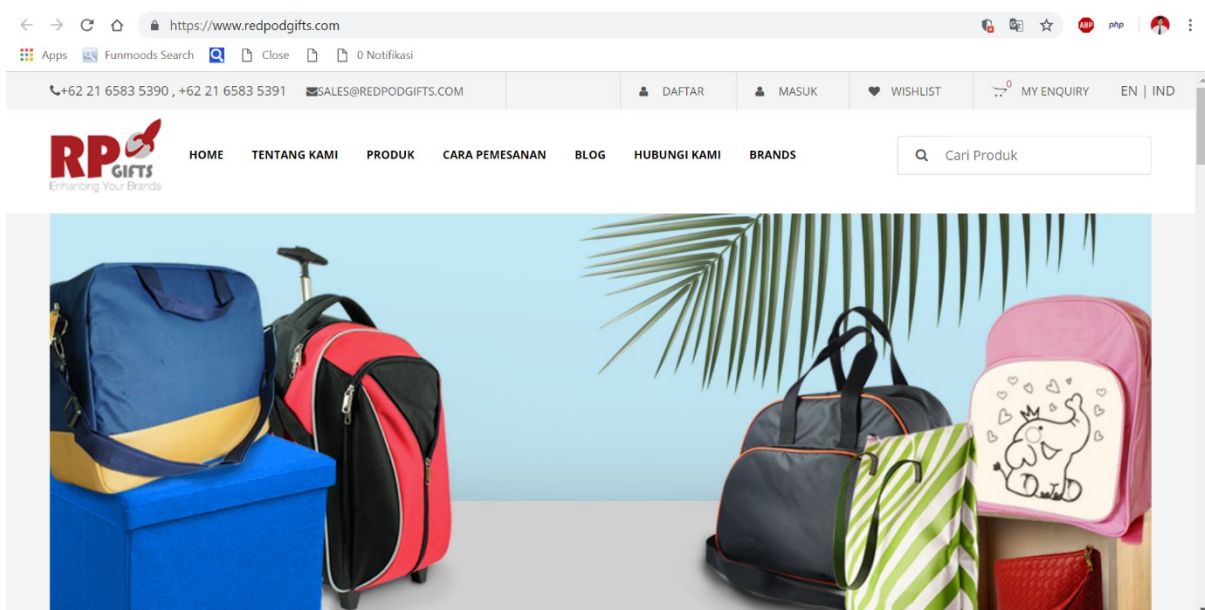 https://www.redpodgifts.com
php
Apps Funmoods Search Close 0 Notifikasi
+62 21 6583 5390 , +62 21 6583 5391 SALES@REDPODGIFTS.COM DAFTAR MASUK WISHLIST 0 MY ENQUIRY EN | IND
RP GIFTS
Enhancing Your Brands
HOME TENTANG KAMI PRODUK CARA PEMESANAN BLOG HUBUNGI KAMI BRANDS
Cari Produk